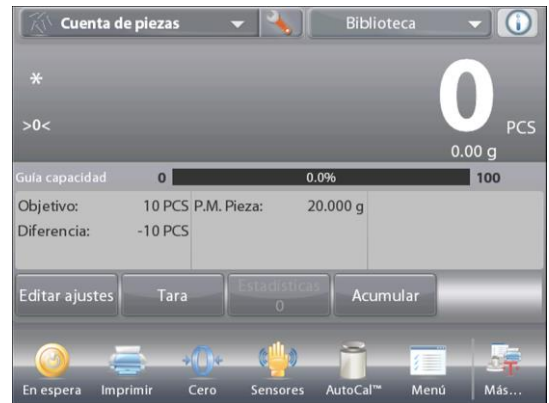 Cuenta de piezas
Biblioteca
*
>0<
0
PCS
0.00 g
Guía capacidad 0 0.0% 100
Objetivo: 10 PCS P.M. Pieza: 20.000 g
Diferencia: -10 PCS
Editar ajustes
Tara
Estadísticas
0
Acumular
En espera Imprimir Cero Sensores AutoCal™ Menú Más...